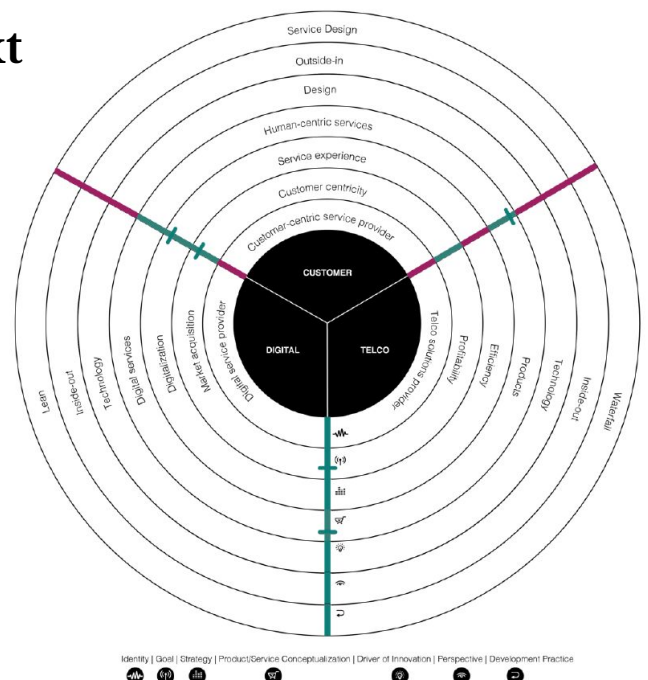 xt
Service Design
Outside-in
Design
Human-centric services
Service experience
Customer centricity
Customer-centric service provider
CUSTOMER
DIGITAL
TELCO
Lean
Inside-out
Technology
Digital services
Digitalization
Market acquisition
Digital service provider
Telco solutions provider
Profitability
Efficiency
Products
Technology
Inside-out
Waterfall
Identity | Goal | Strategy | Product/Service Conceptualization | Driver of Innovation | Perspective | Development Practice